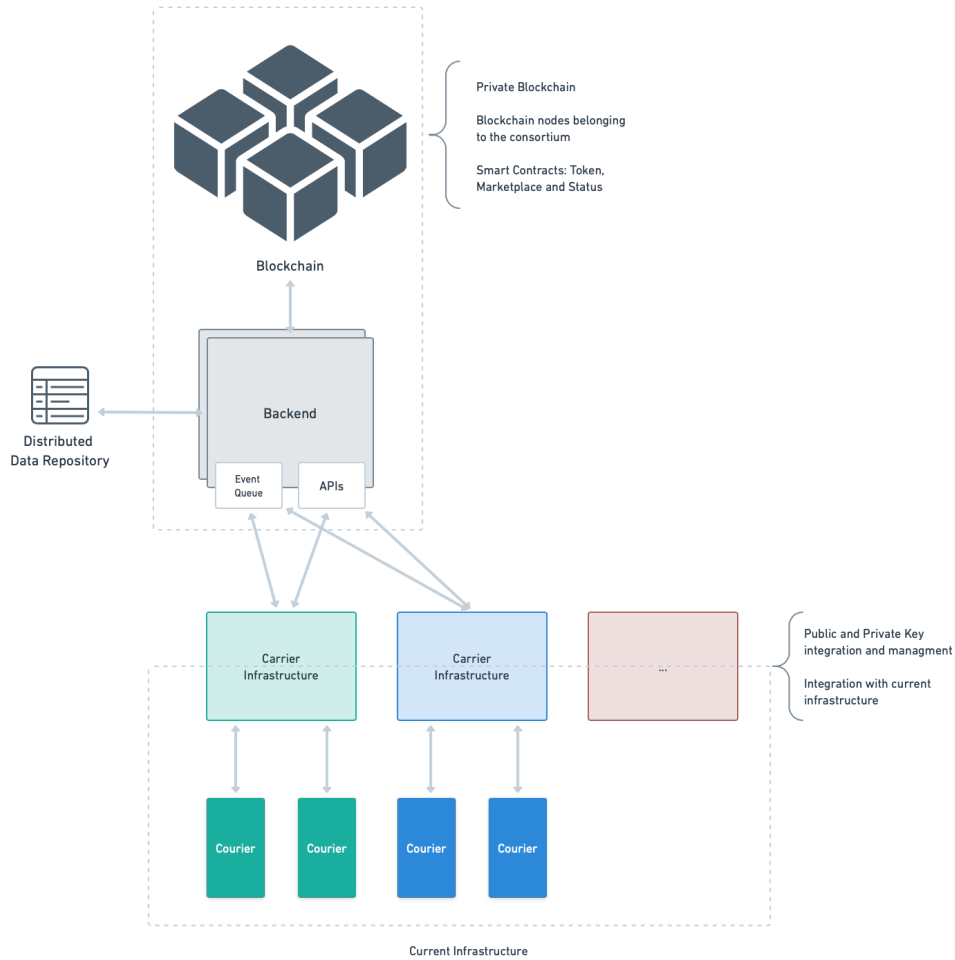 Private Blockchain
Blockchain nodes belonging
to the consortium
Smart Contracts: Token,
Marketplace and Status
Blockchain
Backend
Distributed
Data Repository
Event
Queue
APIs
Carrier
Infrastructure
Carrier
Infrastructure
...
Public and Private Key
integration and managment
Integration with current
infrastructure
Courier
Courier
Courier
Courier
Current Infrastructure